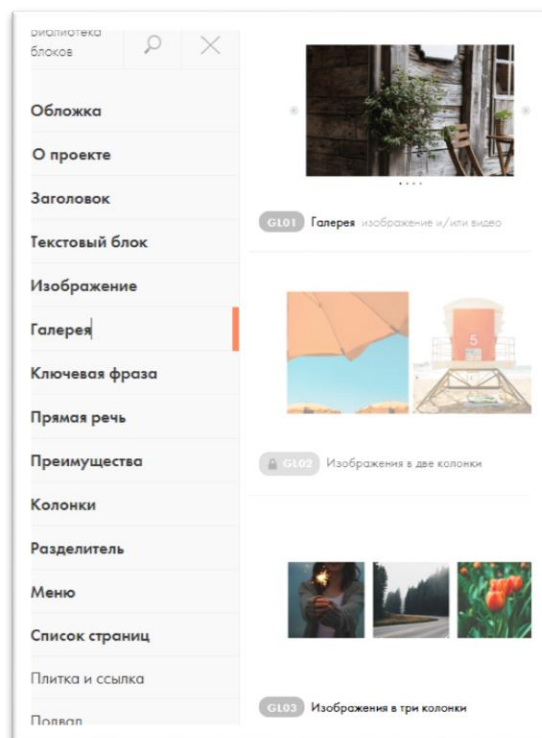 Библиотека
блоков
Обложка
О проекте
Заголовок
Текстовый блок
Изображение
Галерея
Ключевая фраза
Прямая речь
Преимущества
Колонки
Разделитель
Меню
Список страниц
Плитка и ссылка
Подвал
GL01 Галерея изображение и/или видео
5
GL02 Изображения в две колонки
GL03 Изображения в три колонки